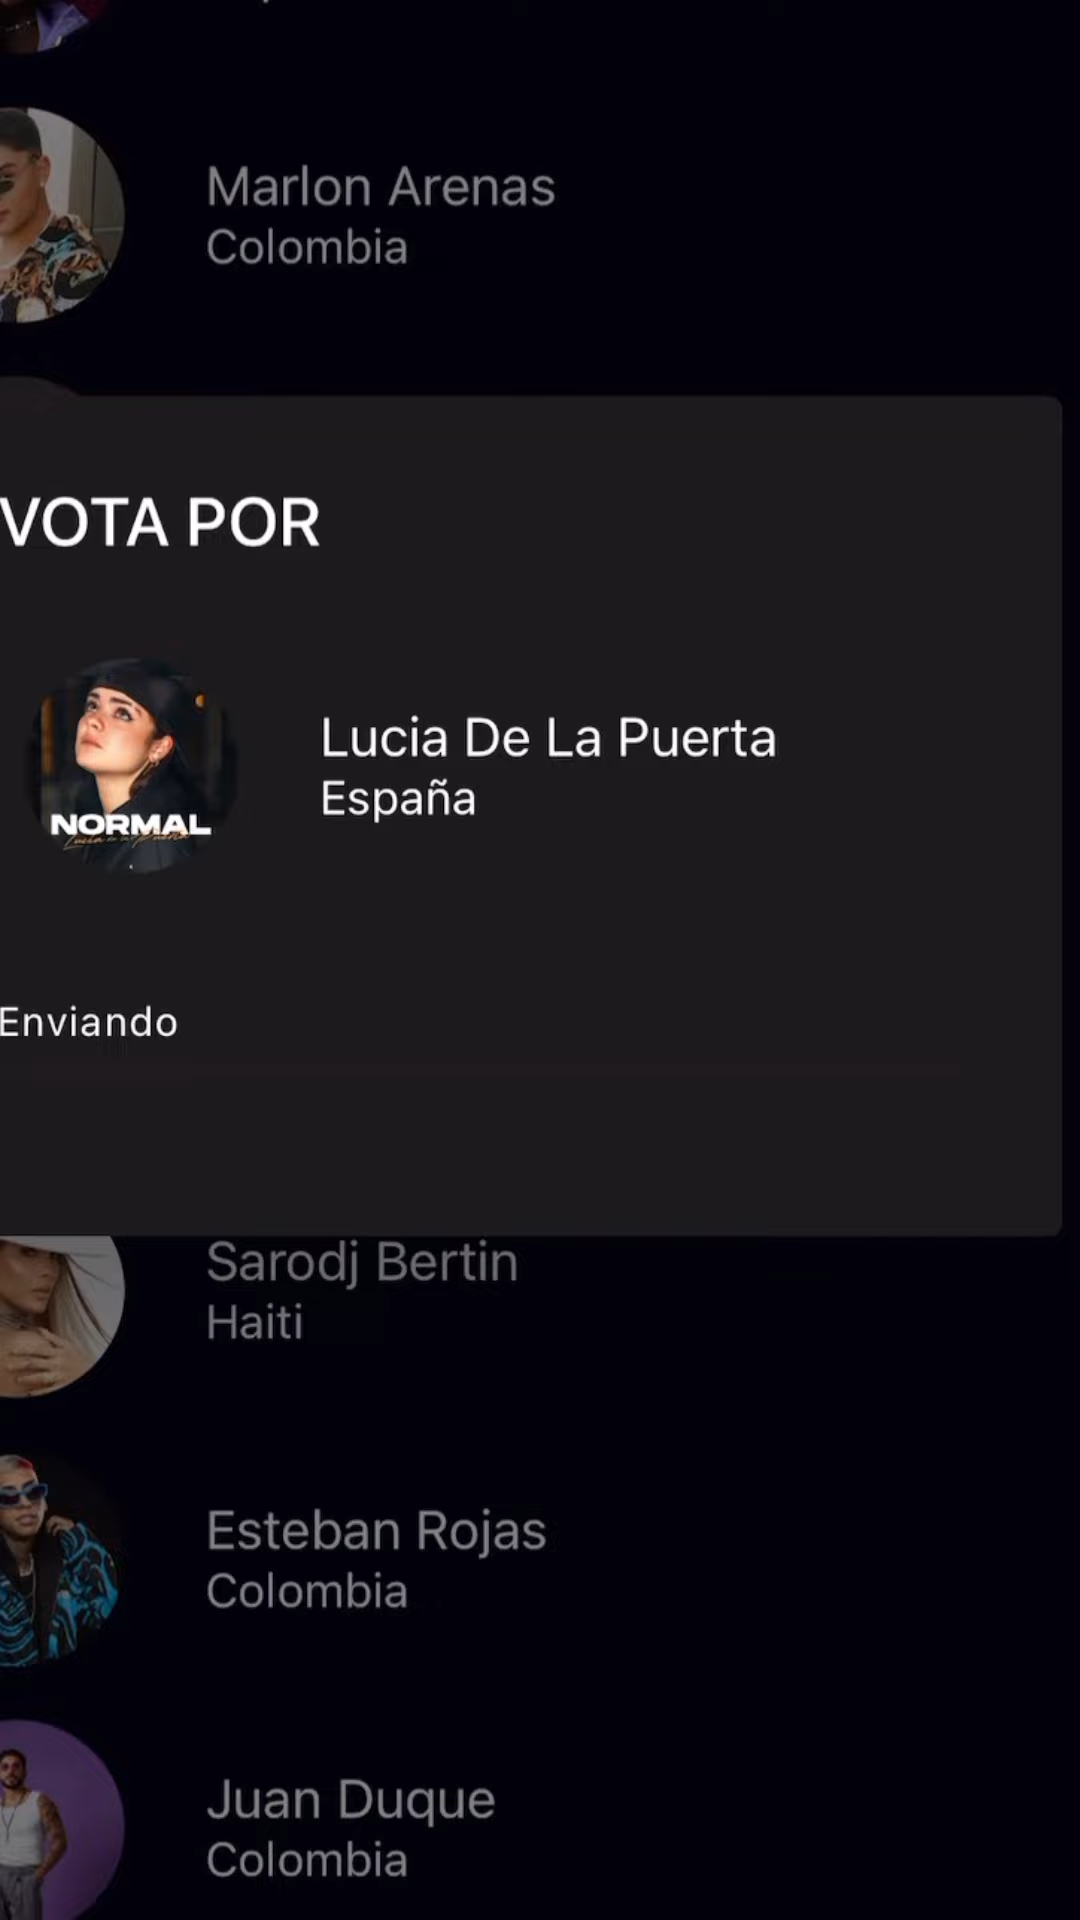 Marlon Arenas
Colombia
VOTA POR
NORMAL
Lucia De La Puerta
España
Enviando
Sarodj Bertin
Haiti
Esteban Rojas
Colombia
Juan Duque
Colombia